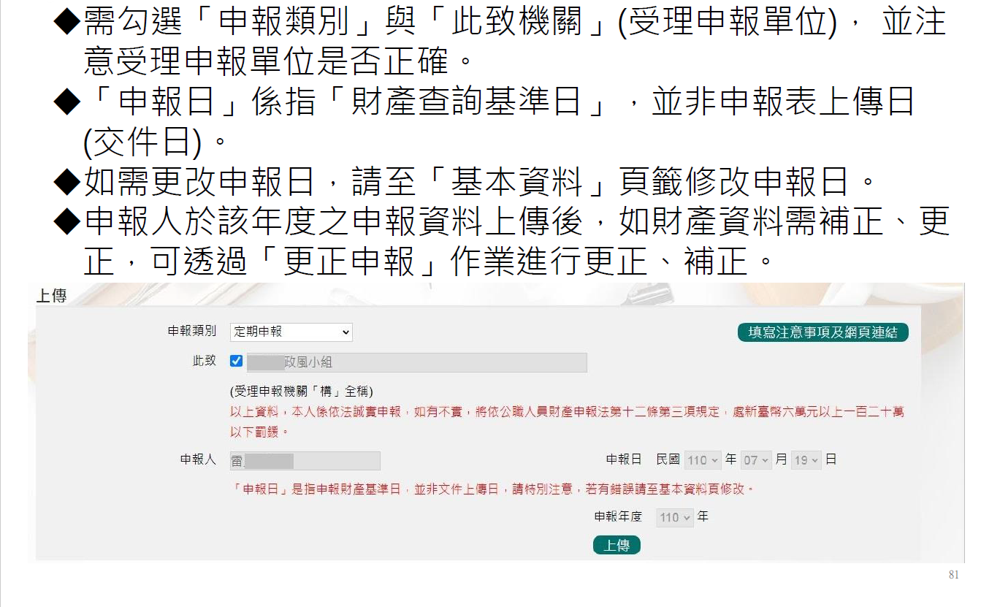 ◆需勾選「申報類別」與「此致機關」(受理申報單位)， 並注
意受理申報單位是否正確。
◆「申報日」係指「財產查詢基準日」，並非申報表上傳日
(交件日)。
◆如需更改申報日，請至「基本資料」頁籤修改申報日。
◆申報人於該年度之申報資料上傳後，如財產資料需補正、更
正，可透過「更正申報」作業進行更正、補正。
上傳
申報類別 定期申報 填寫注意事項及網頁連結
此致 政風小組
(受理申報機關「構」全稱)
以上資料，本人係依法誠實申報，如有不實，將依公職人員財產申報法第十二條第三項規定，處新臺幣六萬元以上一百二十萬
以下罰鍰。
申報人 雷 申報日 民國 110 年 07 月 19 日
「申報日」是指申報財產基準日，並非文件上傳日，請特別注意，若有錯誤請至基本資料頁修改。
申報年度 110 年
上傳
81